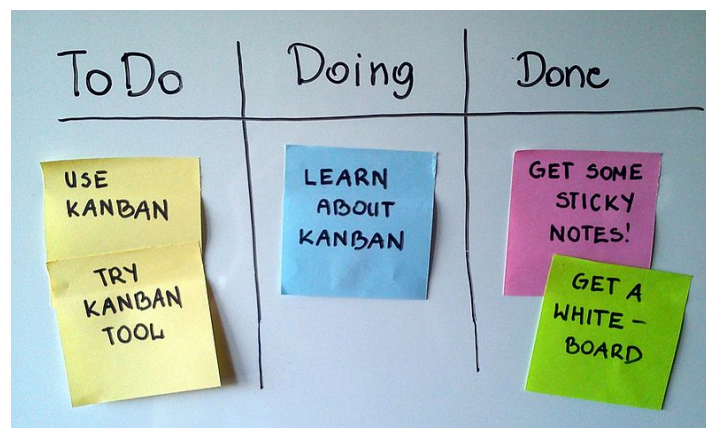 To Do
Doing
Done
USE
KANBAN
TRY
KANBAN
TOOL
LEARN
ABOUT
KANBAN
GET SOME
STICKY
NOTES!
GET A
WHITE-
BOARD